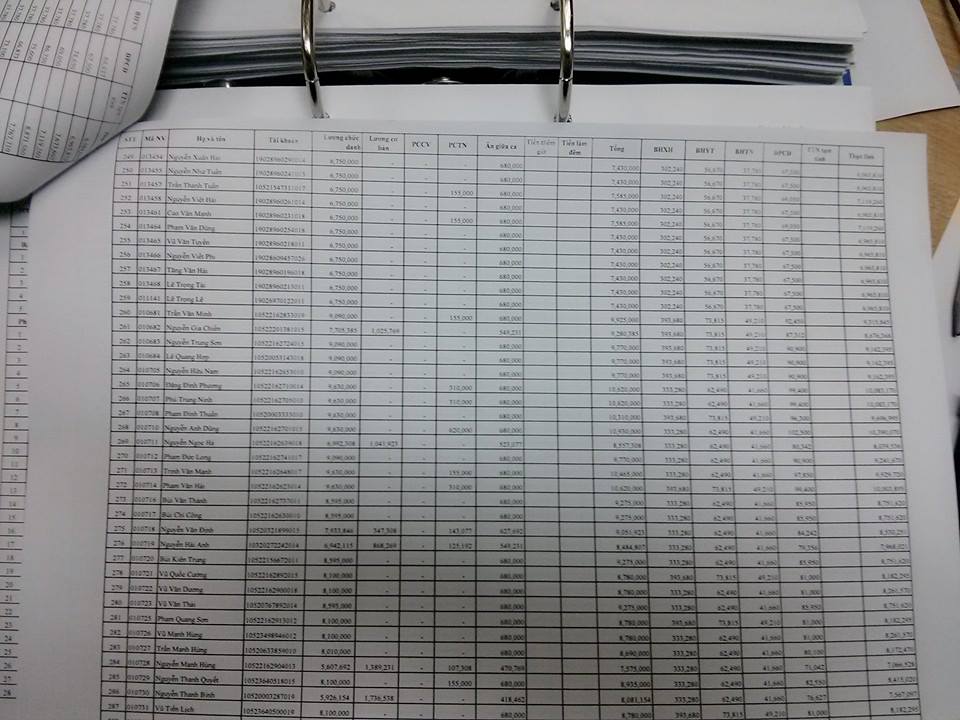 STT Mã NV Họ và tên Tài khoản Lương chức danh Lương cơ bản PCCV PCTN Ăn giữa ca Tiền thêm giờ Tiền làm đêm Tổng BHXH BHYT BHTN ĐPCĐ TTN tạm tính Thực lĩnh
249 013454 Nguyễn Xuân Hải 19028960290014 6,750,000 - - - 680,000 7,430,000 302,240 56,670 37,780 67,500 6,965,810
250 013455 Nguyễn Như Tuấn 19028960241015 6,750,000 - - - 680,000 7,430,000 302,240 56,670 37,780 67,500 6,965,810
251 013457 Trần Thanh Tuấn 10521547311017 6,750,000 - - 155,000 680,000 7,585,000 302,240 56,670 37,780 69,050 7,119,260
252 013458 Nguyễn Việt Hải 19028960261014 6,750,000 - - - 680,000 7,430,000 302,240 56,670 37,780 67,500 6,965,810
253 013461 Cao Văn Mạnh 19028960231018 6,750,000 - - 155,000 680,000 7,585,000 302,240 56,670 37,780 69,050 7,119,260
254 013464 Phạm Văn Dũng 19028960254018 6,750,000 - - - 680,000 7,430,000 302,240 56,670 37,780 67,500 6,965,810
255 013465 Vũ Văn Tuyến 19028960218011 6,750,000 - - - 680,000 7,430,000 302,240 56,670 37,780 67,500 6,965,810
256 013466 Nguyễn Viết Phi 19028609457026 6,750,000 - - - 680,000 7,430,000 302,240 56,670 37,780 67,500 6,965,810
257 013467 Tăng Văn Hải 19028960196018 6,750,000 - - - 680,000 7,430,000 302,240 56,670 37,780 67,500 6,965,810
258 013468 Lê Trọng Tài 19028960213011 6,750,000 - - - 680,000 7,430,000 302,240 56,670 37,780 67,500 6,965,810
259 011141 Lê Trọng Lê 19026970122011 6,750,000 - - - 680,000 7,430,000 302,240 56,670 37,780 67,500 6,965,810
260 010681 Trần Văn Minh 10522162833019 9,090,000 - - 155,000 680,000 9,925,000 393,680 73,815 49,210 92,450 9,315,845
261 010682 Nguyễn Gia Chiến 10522201381015 7,705,385 1,025,769 - - 549,231 9,280,385 393,680 73,815 49,210 87,312 8,676,368
262 010683 Nguyễn Trung Sơn 10522162724015 9,090,000 - - - 680,000 9,770,000 393,680 73,815 49,210 90,900 9,162,395
263 010684 Lê Quang Hợp 10520053143018 9,090,000 - - - 680,000 9,770,000 393,680 73,815 49,210 90,900 9,162,395
264 010705 Nguyễn Hữu Nam 10522162653010 9,090,000 - - - 680,000 9,770,000 393,680 73,815 49,210 90,900 9,162,395
265 010706 Đặng Đình Phương 10522162710014 9,630,000 - - 310,000 680,000 10,620,000 333,280 62,490 41,660 99,400 10,083,170
266 010707 Phú Trung Ninh 10522162705010 9,630,000 - - 310,000 680,000 10,620,000 333,280 62,490 41,660 99,400 10,083,170
267 010708 Phạm Đình Thuấn 10520003333010 9,630,000 - - - 680,000 10,310,000 393,680 73,815 49,210 96,300 9,696,995
268 010710 Nguyễn Anh Dũng 10522162701015 9,630,000 - - 620,000 680,000 10,930,000 333,280 62,490 41,660 102,500 10,390,070
269 010711 Nguyễn Ngọc Hà 10522162639018 6,992,308 1,041,923 - - 523,077 8,557,308 333,280 62,490 41,660 80,342 8,039,536
270 010712 Phạm Đức Long 10522162741017 9,090,000 - - - 680,000 9,770,000 333,280 62,490 41,660 90,900 9,241,670
271 010713 Trịnh Văn Mạnh 10522162648017 9,630,000 - - 155,000 680,000 10,465,000 333,280 62,490 41,660 97,850 9,929,720
272 010714 Phạm Văn Hải 10522162623014 9,630,000 - - 310,000 680,000 10,620,000 393,680 73,815 49,210 99,400 10,003,895
273 010716 Bùi Văn Thành 10522162737011 8,595,000 - - - 680,000 9,275,000 333,280 62,490 41,660 85,950 8,751,620
274 010717 Bùi Chí Công 10522162630010 8,595,000 - - - 680,000 9,275,000 333,280 62,490 41,660 85,950 8,751,620
275 010718 Nguyễn Văn Định 10520321899015 7,933,846 347,308 - 143,077 627,692 9,051,923 333,280 62,490 41,660 84,242 8,530,251
276 010719 Nguyễn Hải Anh 10320272242014 6,942,115 868,269 - 125,192 549,231 8,484,807 333,280 62,490 41,660 79,356 7,968,021
277 010720 Bùi Kiên Trung 10522156672011 8,595,000 - - - 680,000 9,275,000 333,280 62,490 41,660 85,950 8,751,620
278 010721 Vũ Quốc Cường 10522162892015 8,100,000 - - - 680,000 8,780,000 393,680 73,815 49,210 81,000 8,182,295
279 010722 Vũ Văn Dương 10522162900018 8,100,000 - - - 680,000 8,780,000 333,280 62,490 41,660 81,000 8,261,570
280 010723 Vũ Văn Thái 10520767892014 8,595,000 - - - 680,000 9,275,000 333,280 62,490 41,660 85,950 8,751,620
281 010725 Phạm Quang Sơn 10522162913012 8,100,000 - - - 680,000 8,780,000 393,680 73,815 49,210 81,000 8,182,295
282 010726 Vũ Mạnh Hùng 10523498946012 8,100,000 - - - 680,000 8,780,000 333,280 62,490 41,660 81,000 8,261,570
283 010727 Trần Mạnh Hùng 10520633859010 8,010,000 - - - 680,000 8,690,000 333,280 62,490 41,660 80,100 8,172,470
284 010728 Nguyễn Mạnh Hùng 10522162904013 5,607,692 1,389,231 - 107,308 470,769 7,575,000 333,280 62,490 41,660 71,042 7,066,528
285 010729 Nguyễn Thanh Quyết 10523640518015 8,100,000 - - 155,000 680,000 8,935,000 333,280 62,490 41,660 82,550 8,415,020
286 010730 Nguyễn Thanh Bình 10520003287019 5,926,154 1,736,538 - - 418,462 8,081,154 333,280 62,490 41,660 76,627 7,567,097
287 010731 Vũ Tiến Lịch 10523640500019 8,100,000 - - - 680,000 8,780,000 393,680 73,815 49,210 81,000 8,182,295